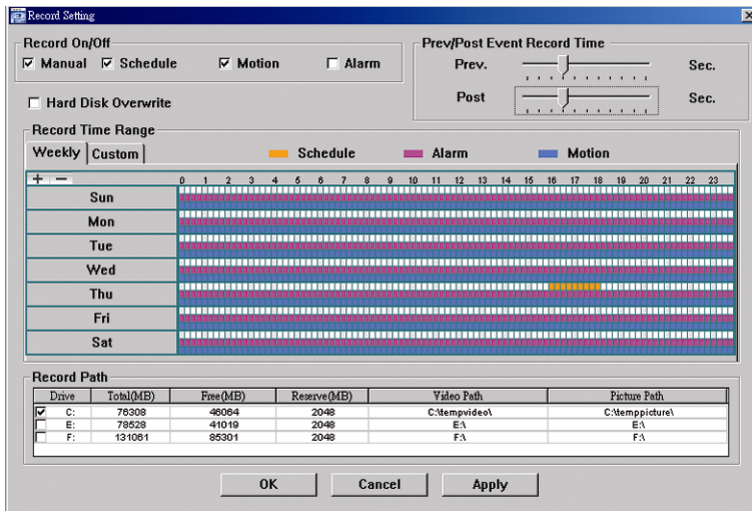 Record Setting
Record On/Off
Manual Schedule Motion Alarm
Prev/Post Event Record Time
Prev. Sec.
Post Sec.
Hard Disk Overwrite
Record Time Range
Weekly Custom Schedule Alarm Motion
+ - 0 1 2 3 4 5 6 7 8 9 10 11 12 13 14 15 16 17 18 19 20 21 22 23
Sun
Mon
Tue
Wed
Thu
Fri
Sat
Record Path
Drive Total(MB) Free(MB) Reserve(MB) Video Path Picture Path
C: 76308 46064 2048 C:\tempvideo\ C:\temppicture\
E: 78528 41019 2048 E:\ E:\
F: 131061 85301 2048 F:\ F:\
OK Cancel Apply